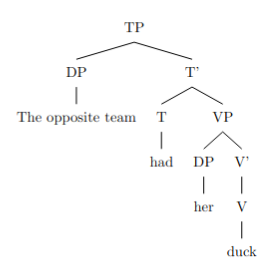 TP
DP T'
The opposite team T VP
had DP V'
her V
duck